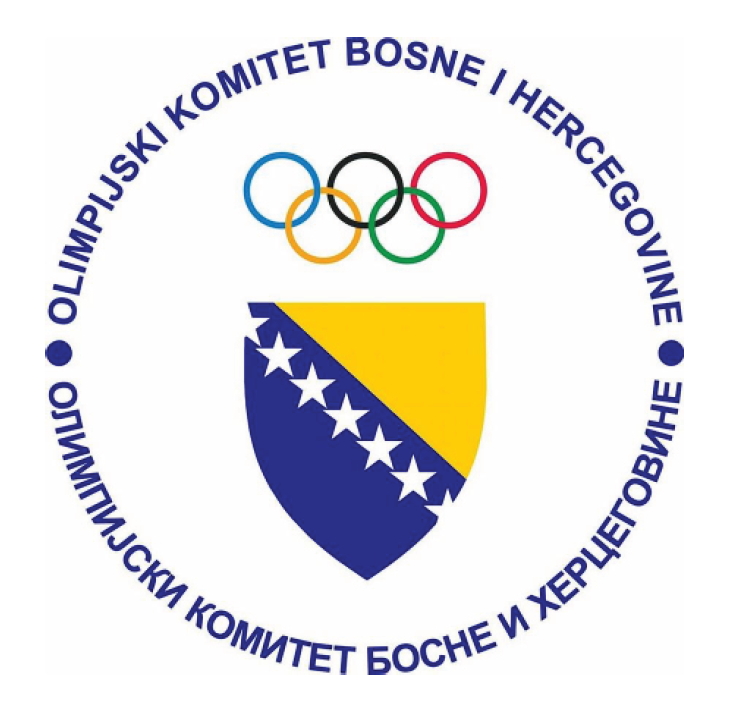 OLIMPIJSKI KOMITET BOSNE I HERCEGOVINE
ОЛИМПИЈСКИ КОМИТЕТ БОСНЕ И ХЕРЦЕГОВИНЕ